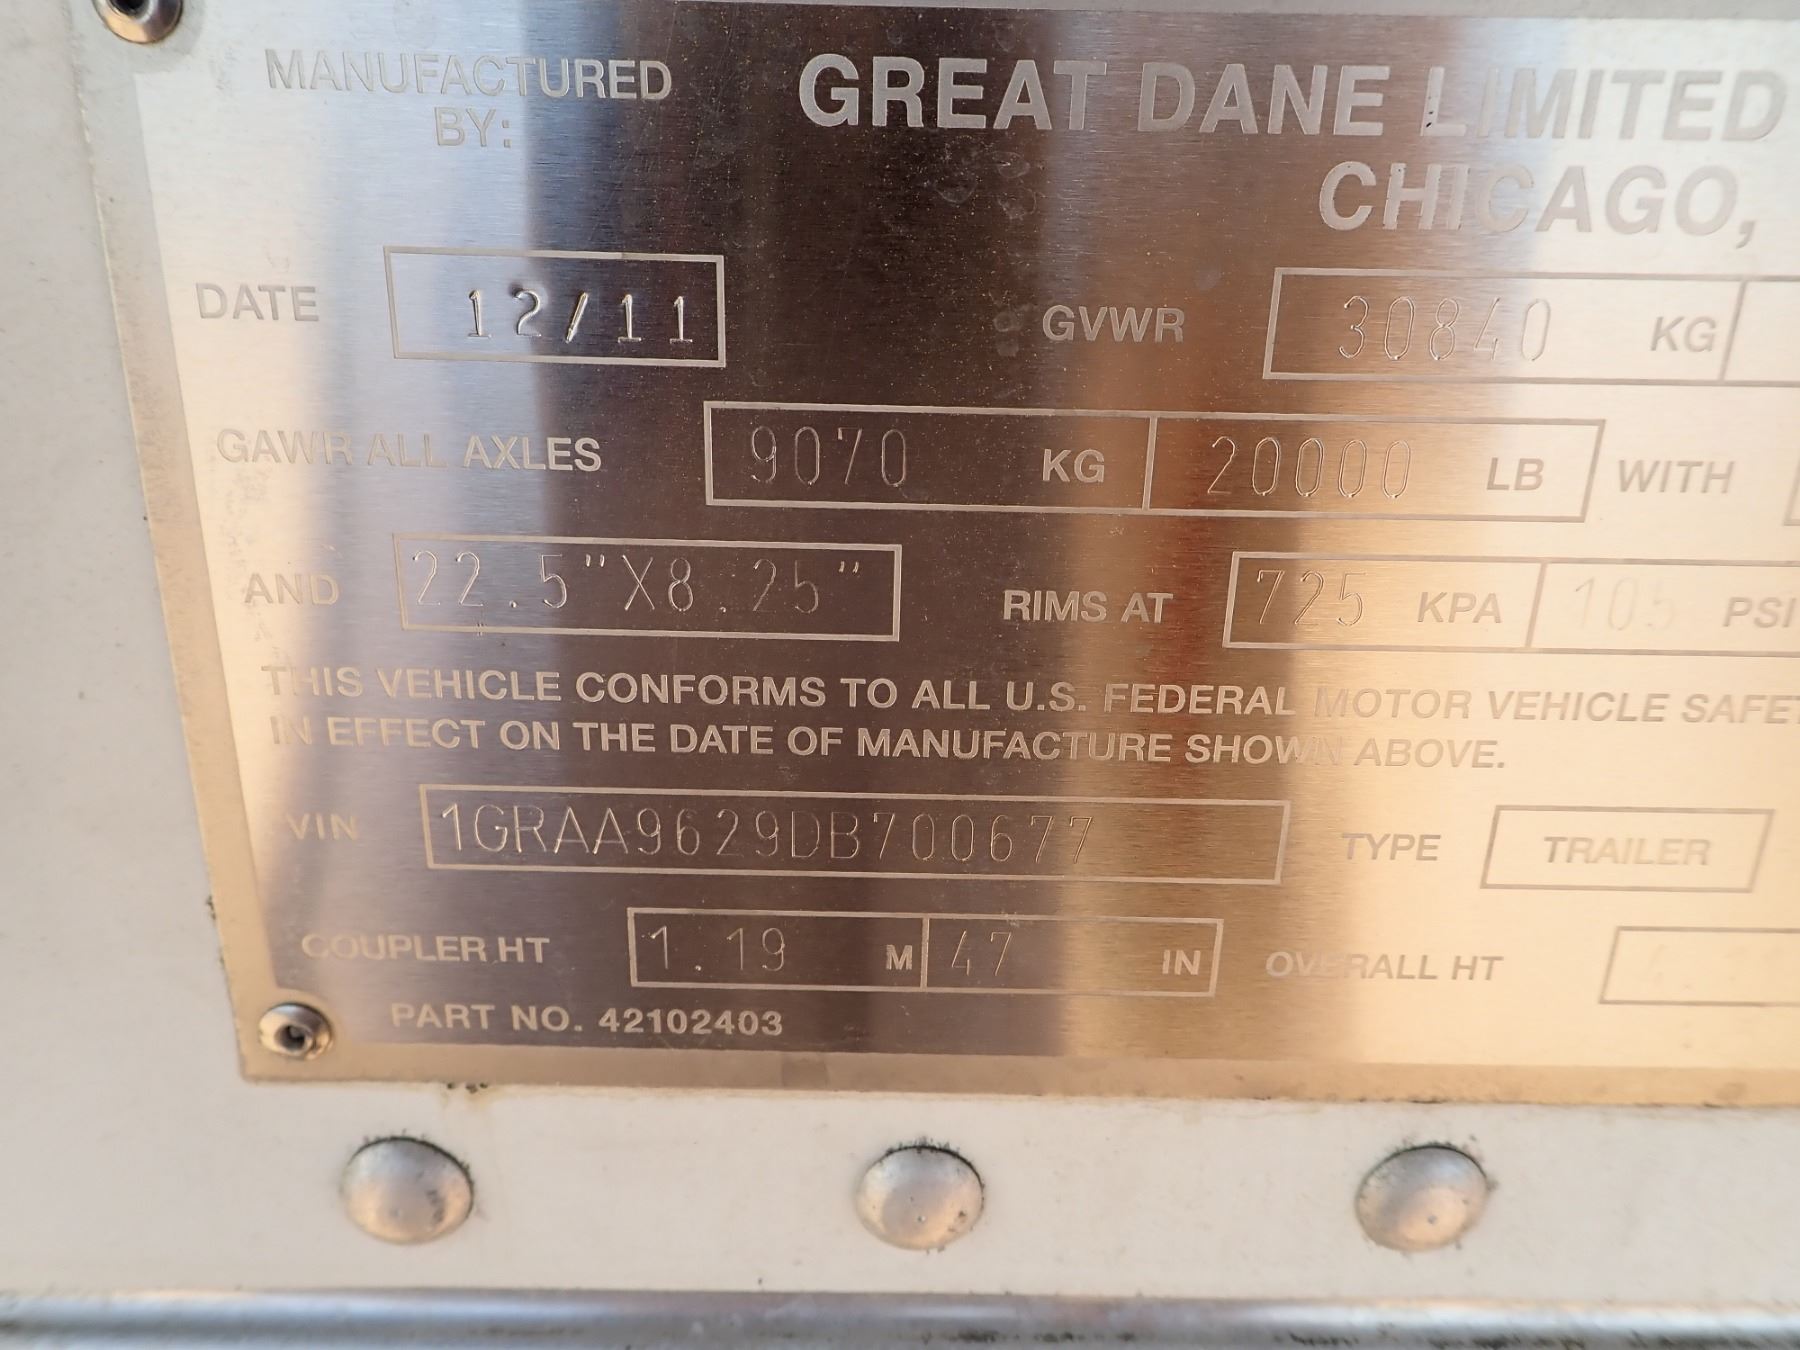 MANUFACTURED BY: GREAT DANE LIMITED
CHICAGO,
DATE 12/11 GVWR 30840 KG
GAWR ALL AXLES 9070 KG 20000 LB WITH
AND 22.5"X8.25" RIMS AT 725 KPA 105 PSI
THIS VEHICLE CONFORMS TO ALL U.S. FEDERAL MOTOR VEHICLE SAFET
IN EFFECT ON THE DATE OF MANUFACTURE SHOWN ABOVE.
VIN 1GRAA9629DB700677 TYPE TRAILER
COUPLER HT 1.19 M 47 IN OVERALL HT
PART NO. 42102403